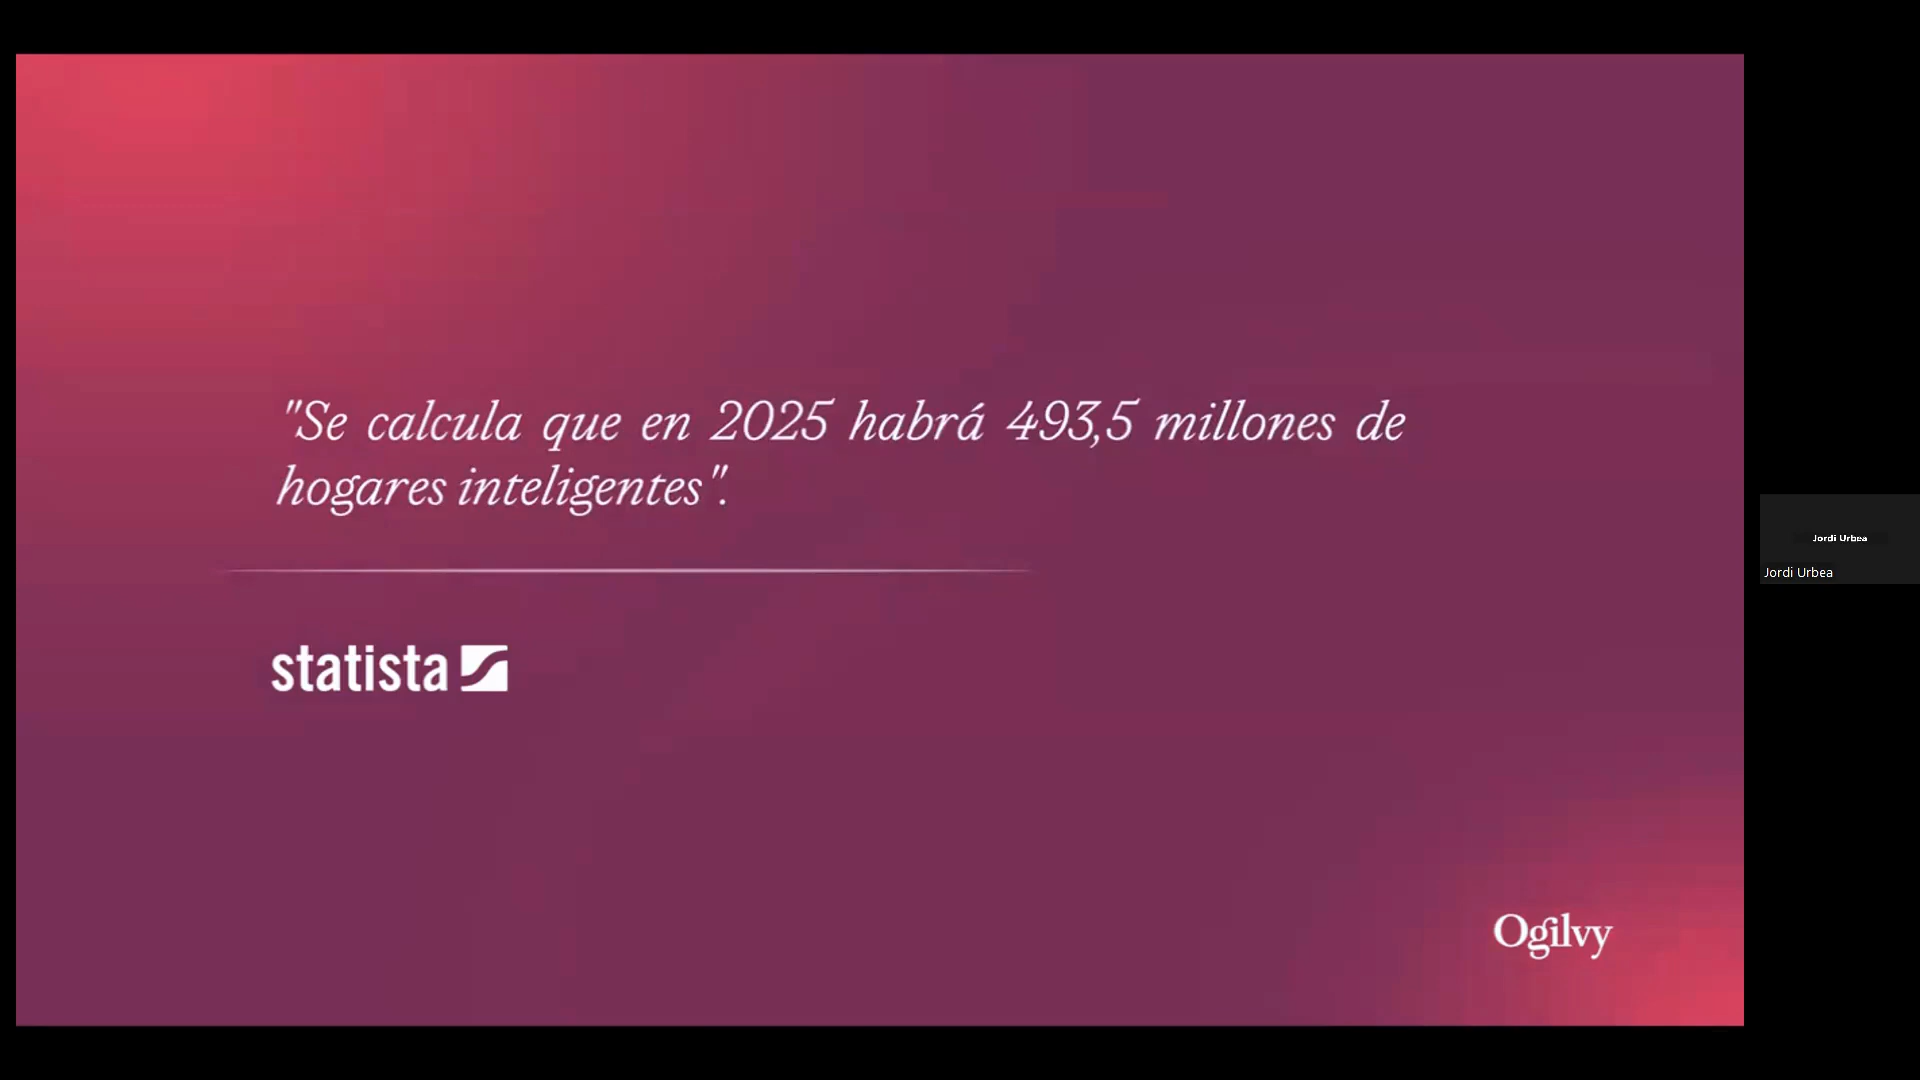 "Se calcula que en 2025 habrá 493,5 millones de
hogares inteligentes".
statista
Ogilvy
Jordi Urbea
Jordi Urbea